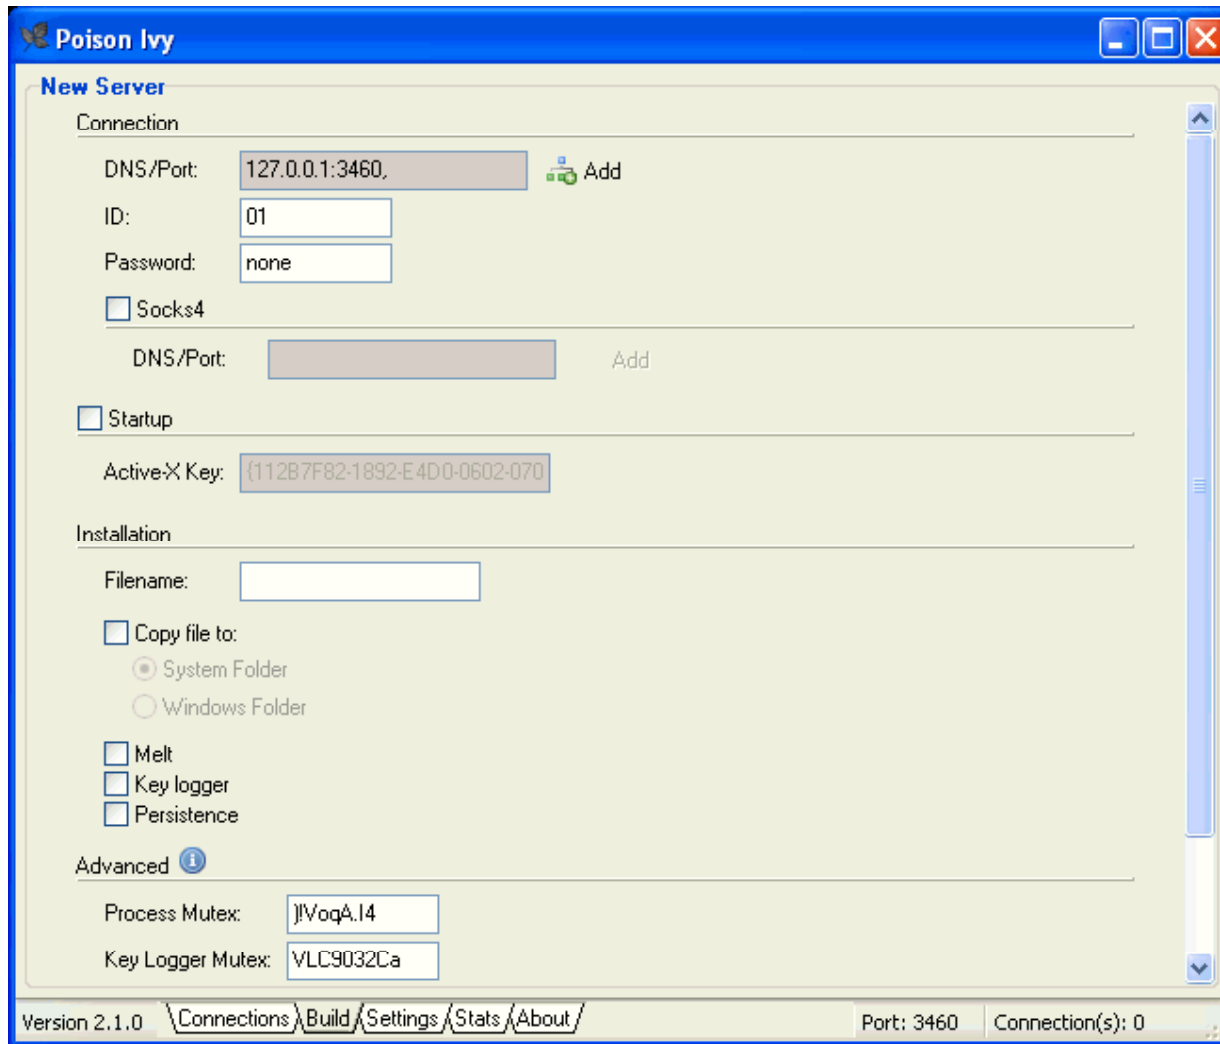 Poison Ivy
New Server
Connection
DNS/Port: 127.0.0.1:3460, Add
ID: 01
Password: none
Socks4
DNS/Port: Add
Startup
Active-X Key: {112B7F82-1892-E4D0-0602-070
Installation
Filename:
Copy file to:
System Folder
Windows Folder
Melt
Key logger
Persistence
Advanced
Process Mutex: )!VoqA.I4
Key Logger Mutex: VLC9032Ca
Version 2.1.0 Connections Build Settings Stats About Port: 3460 Connection(s): 0